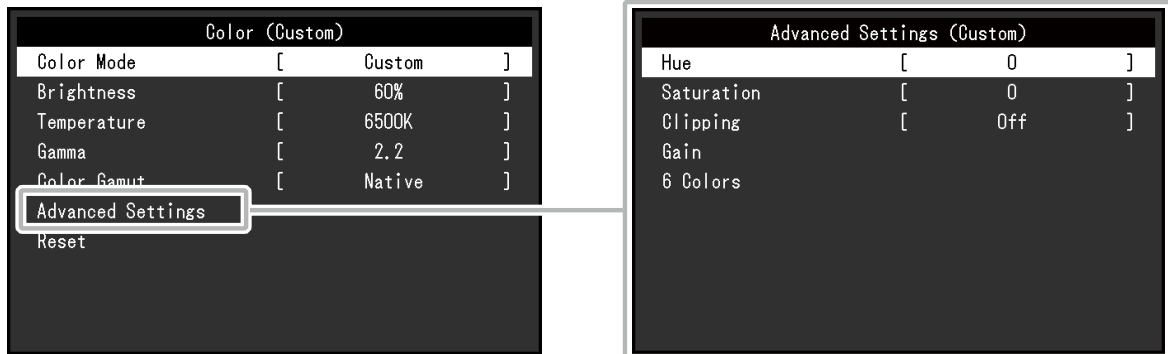 Color (Custom)
Color Mode [ Custom ]
Brightness [ 60% ]
Temperature [ 6500K ]
Gamma [ 2.2 ]
Color Gamut [ Native ]
Advanced Settings
Reset
Advanced Settings (Custom)
Hue [ 0 ]
Saturation [ 0 ]
Clipping [ Off ]
Gain
6 Colors